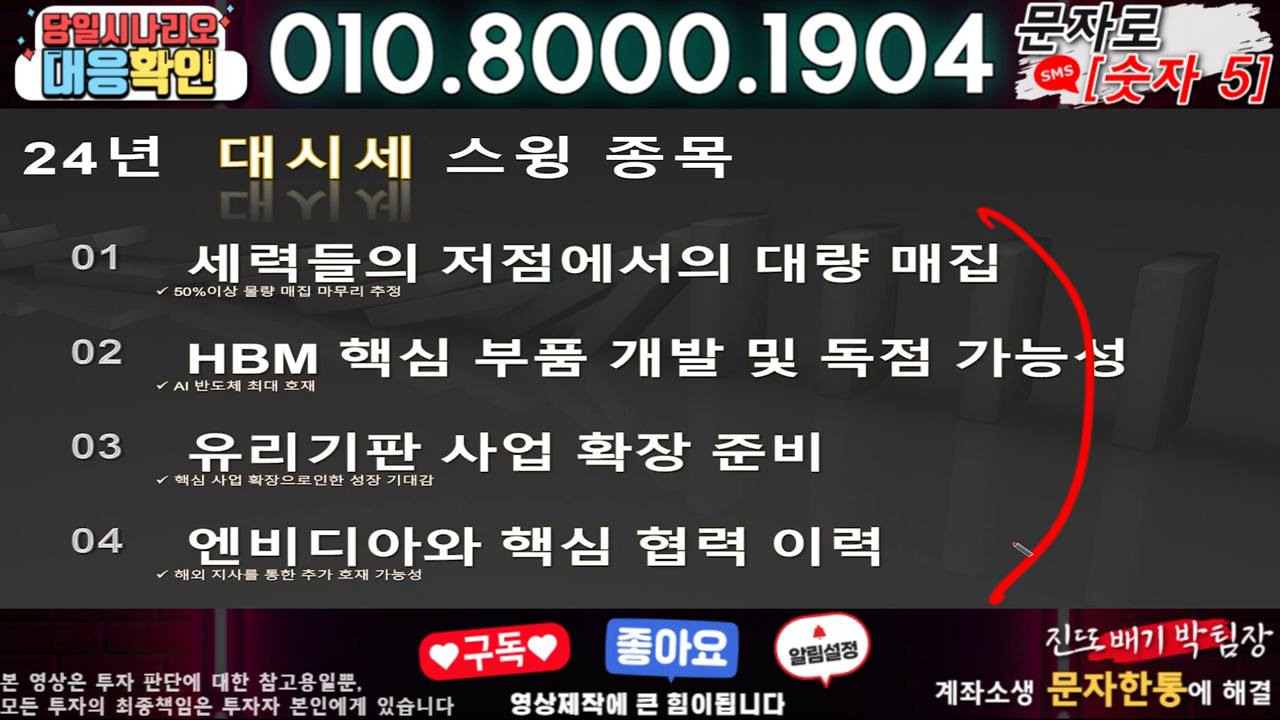 당일시나리오
대응확인
010.8000.1904
문자로
SMS
[숫자 5]
24년 대시세 스윙 종목
01 세력들의 저점에서의 대량 매집
✓ 50%이상 물량 매집 마무리 추정
02 HBM 핵심 부품 개발 및 독점 가능성
✓ AI 반도체 최대 호재
03 유리기판 사업 확장 준비
✓ 핵심 사업 확장으로인한 성장 기대감
04 엔비디아와 핵심 협력 이력
✓ 해외 지사를 통한 추가 호재 가능성
구독
좋아요
알림설정
진또배기 박팀장
본 영상은 투자 판단에 대한 참고용일뿐,
모든 투자의 최종책임은 투자자 본인에게 있습니다
영상제작에 큰 힘이됩니다
계좌소생 문자한통에 해결